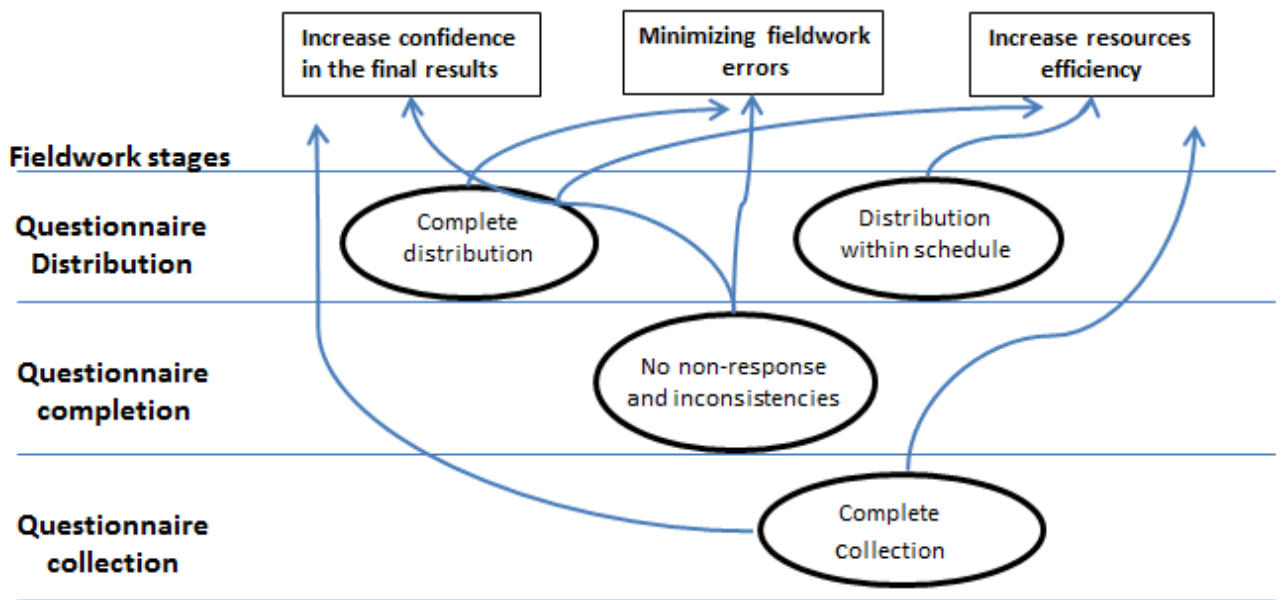 Increase confidence
in the final results
Minimizing fieldwork
errors
Increase resources
efficiency
Fieldwork stages
Questionnaire
Distribution
Complete
distribution
Distribution
within schedule
Questionnaire
completion
No non-response
and inconsistencies
Questionnaire
collection
Complete
Collection